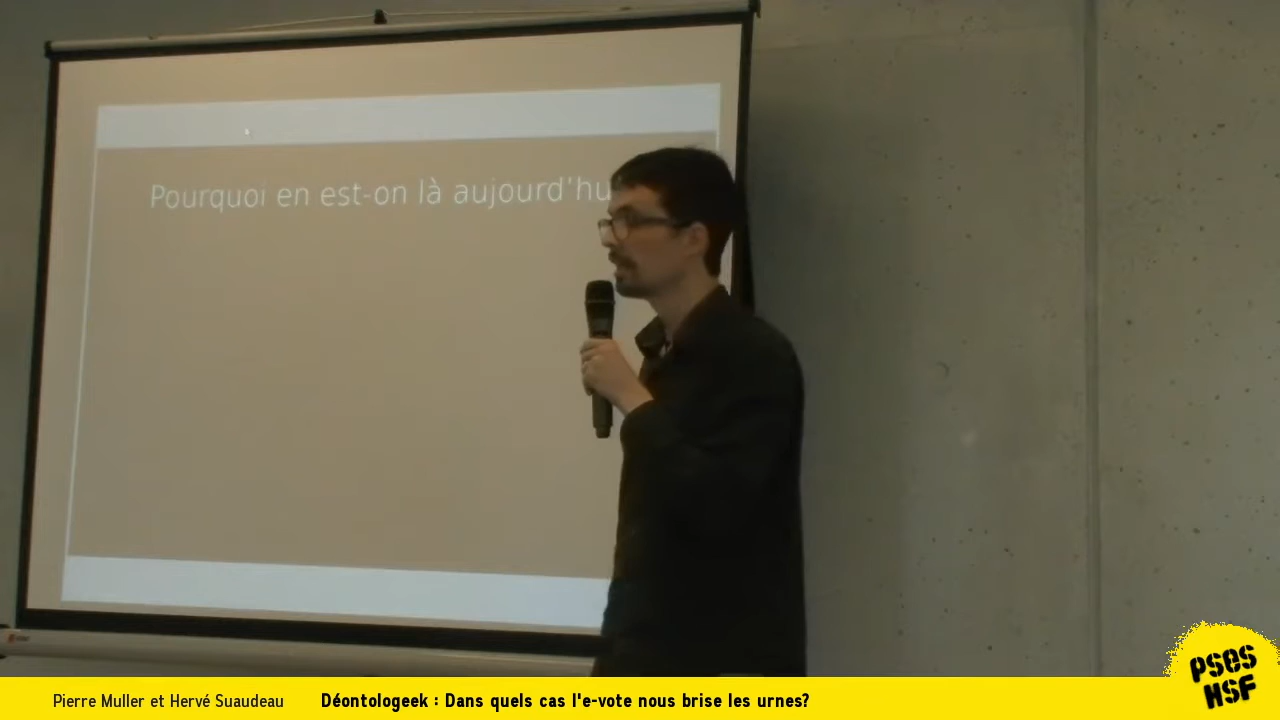 Pourquoi en est-on là aujourd'hu
PSES
HSF
Pierre Muller et Hervé Suaudeau
Déontologeek : Dans quels cas l'e-vote nous brise les urnes?